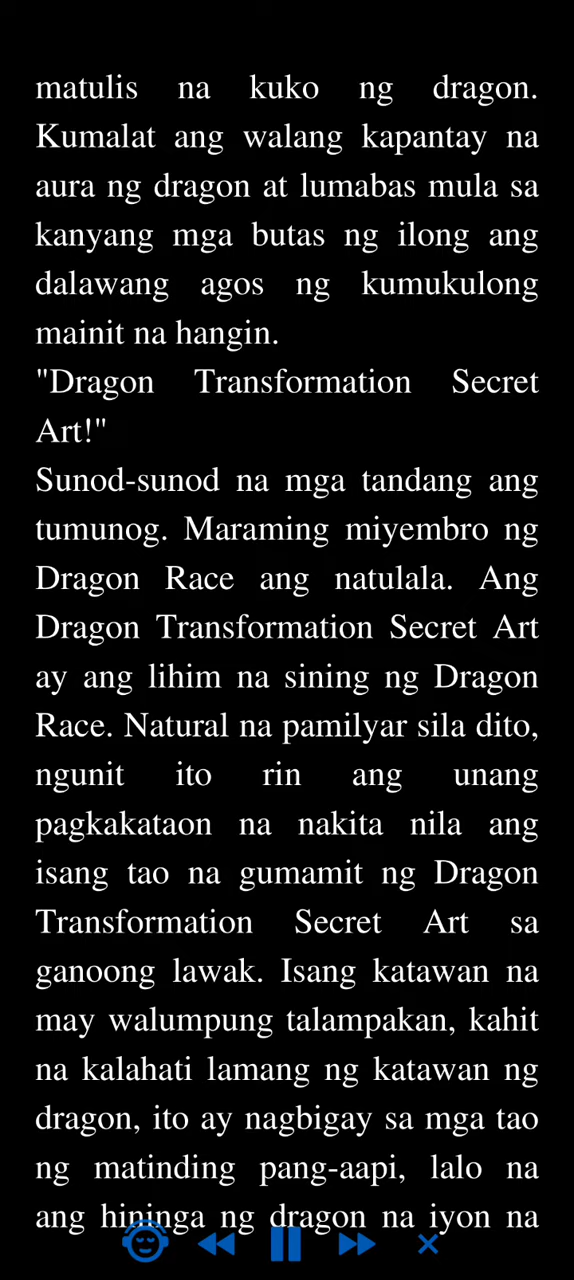 matulis na kuko ng dragon.
Kumalat ang walang kapantay na
aura ng dragon at lumabas mula sa
kanyang mga butas ng ilong ang
dalawang agos ng kumukulong
mainit na hangin.
"Dragon Transformation Secret
Art!"
Sunod-sunod na mga tandang ang
tumunog. Maraming miyembro ng
Dragon Race ang natulala. Ang
Dragon Transformation Secret Art
ay ang lihim na sining ng Dragon
Race. Natural na pamilyar sila dito,
ngunit ito rin ang unang
pagkakataon na nakita nila ang
isang tao na gumamit ng Dragon
Transformation Secret Art sa
ganoong lawak. Isang katawan na
may walumpung talampakan, kahit
na kalahati lamang ng katawan ng
dragon, ito ay nagbigay sa mga tao
ng matinding pang-aapi, lalo na
ang hininga ng dragon na iyon na